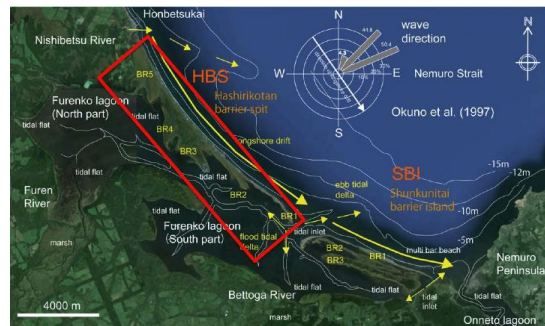 Honbetsukai
Nishibetsu River
BR5
HBS
Hashirikotan
barrier spit
Furenko lagoon
(North part)
tidal flat
tidal flat
BR4
BR3
longshore drift
Furen
River
tidal flat
BR2
marsh
Furenko lagoon
(South part)
tidal flat
flood tidal
delta
BR1
tidal inlet
ebb tidal
delta
SBI
Shunkunitai
barrier island
BR2
BR3
BR1
multi bar beach
tidal flat
tidal flat
Bettoga River
marsh
tidal
inlet
Nemuro
Peninsula
Onneto lagoon
-15m
-12m
-10m
-5m
N
W
E
S
wave
direction
Nemuro Strait
Okuno et al. (1997)
N
4000 m